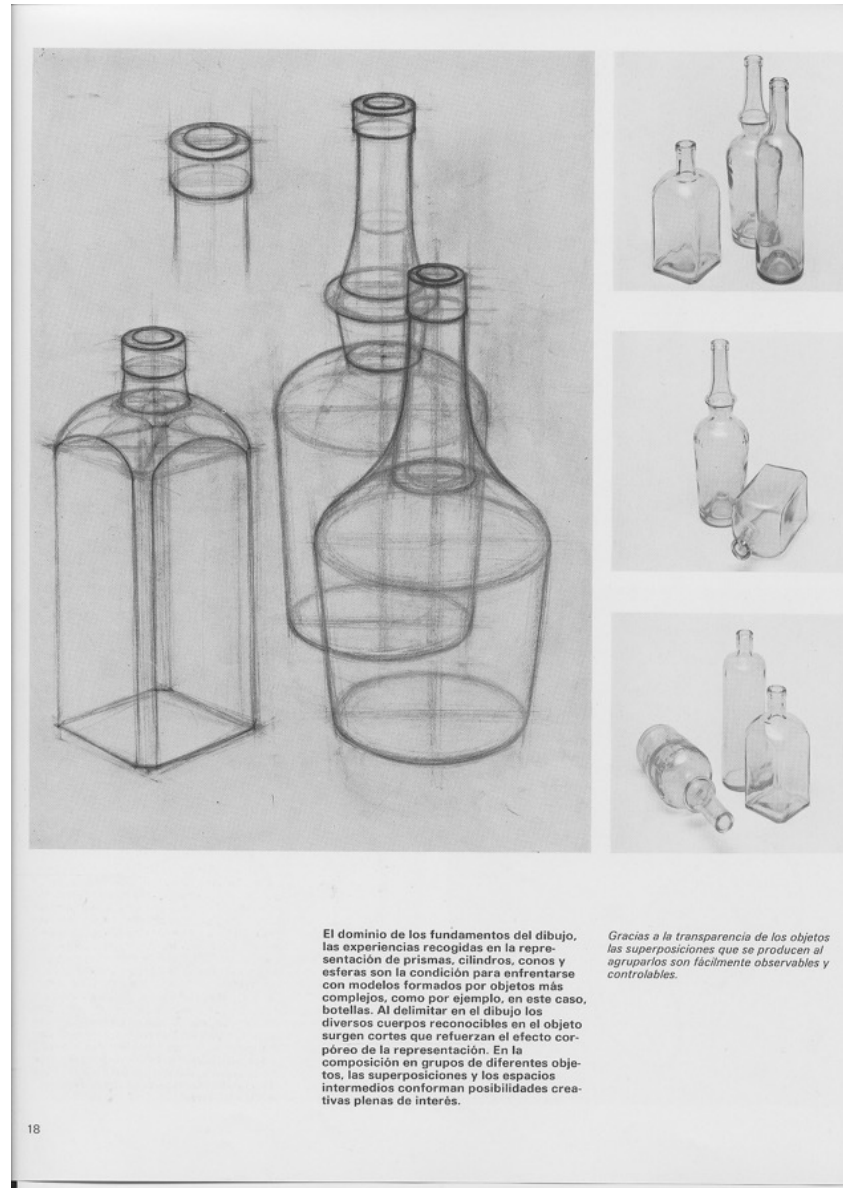 El dominio de los fundamentos del dibujo,
las experiencias recogidas en la repre-
sentación de prismas, cilindros, conos y
esferas son la condición para enfrentarse
con modelos formados por objetos más
complejos, como por ejemplo, en este caso,
botellas. Al delimitar en el dibujo los
diversos cuerpos reconocibles en el objeto
surgen cortes que refuerzan el efecto cor-
póreo de la representación. En la
composición en grupos de diferentes obje-
tos, las superposiciones y los espacios
intermedios conforman posibilidades crea-
tivas plenas de interés.
Gracias a la transparencia de los objetos
las superposiciones que se producen al
agruparlos son fácilmente observables y
controlables.
18